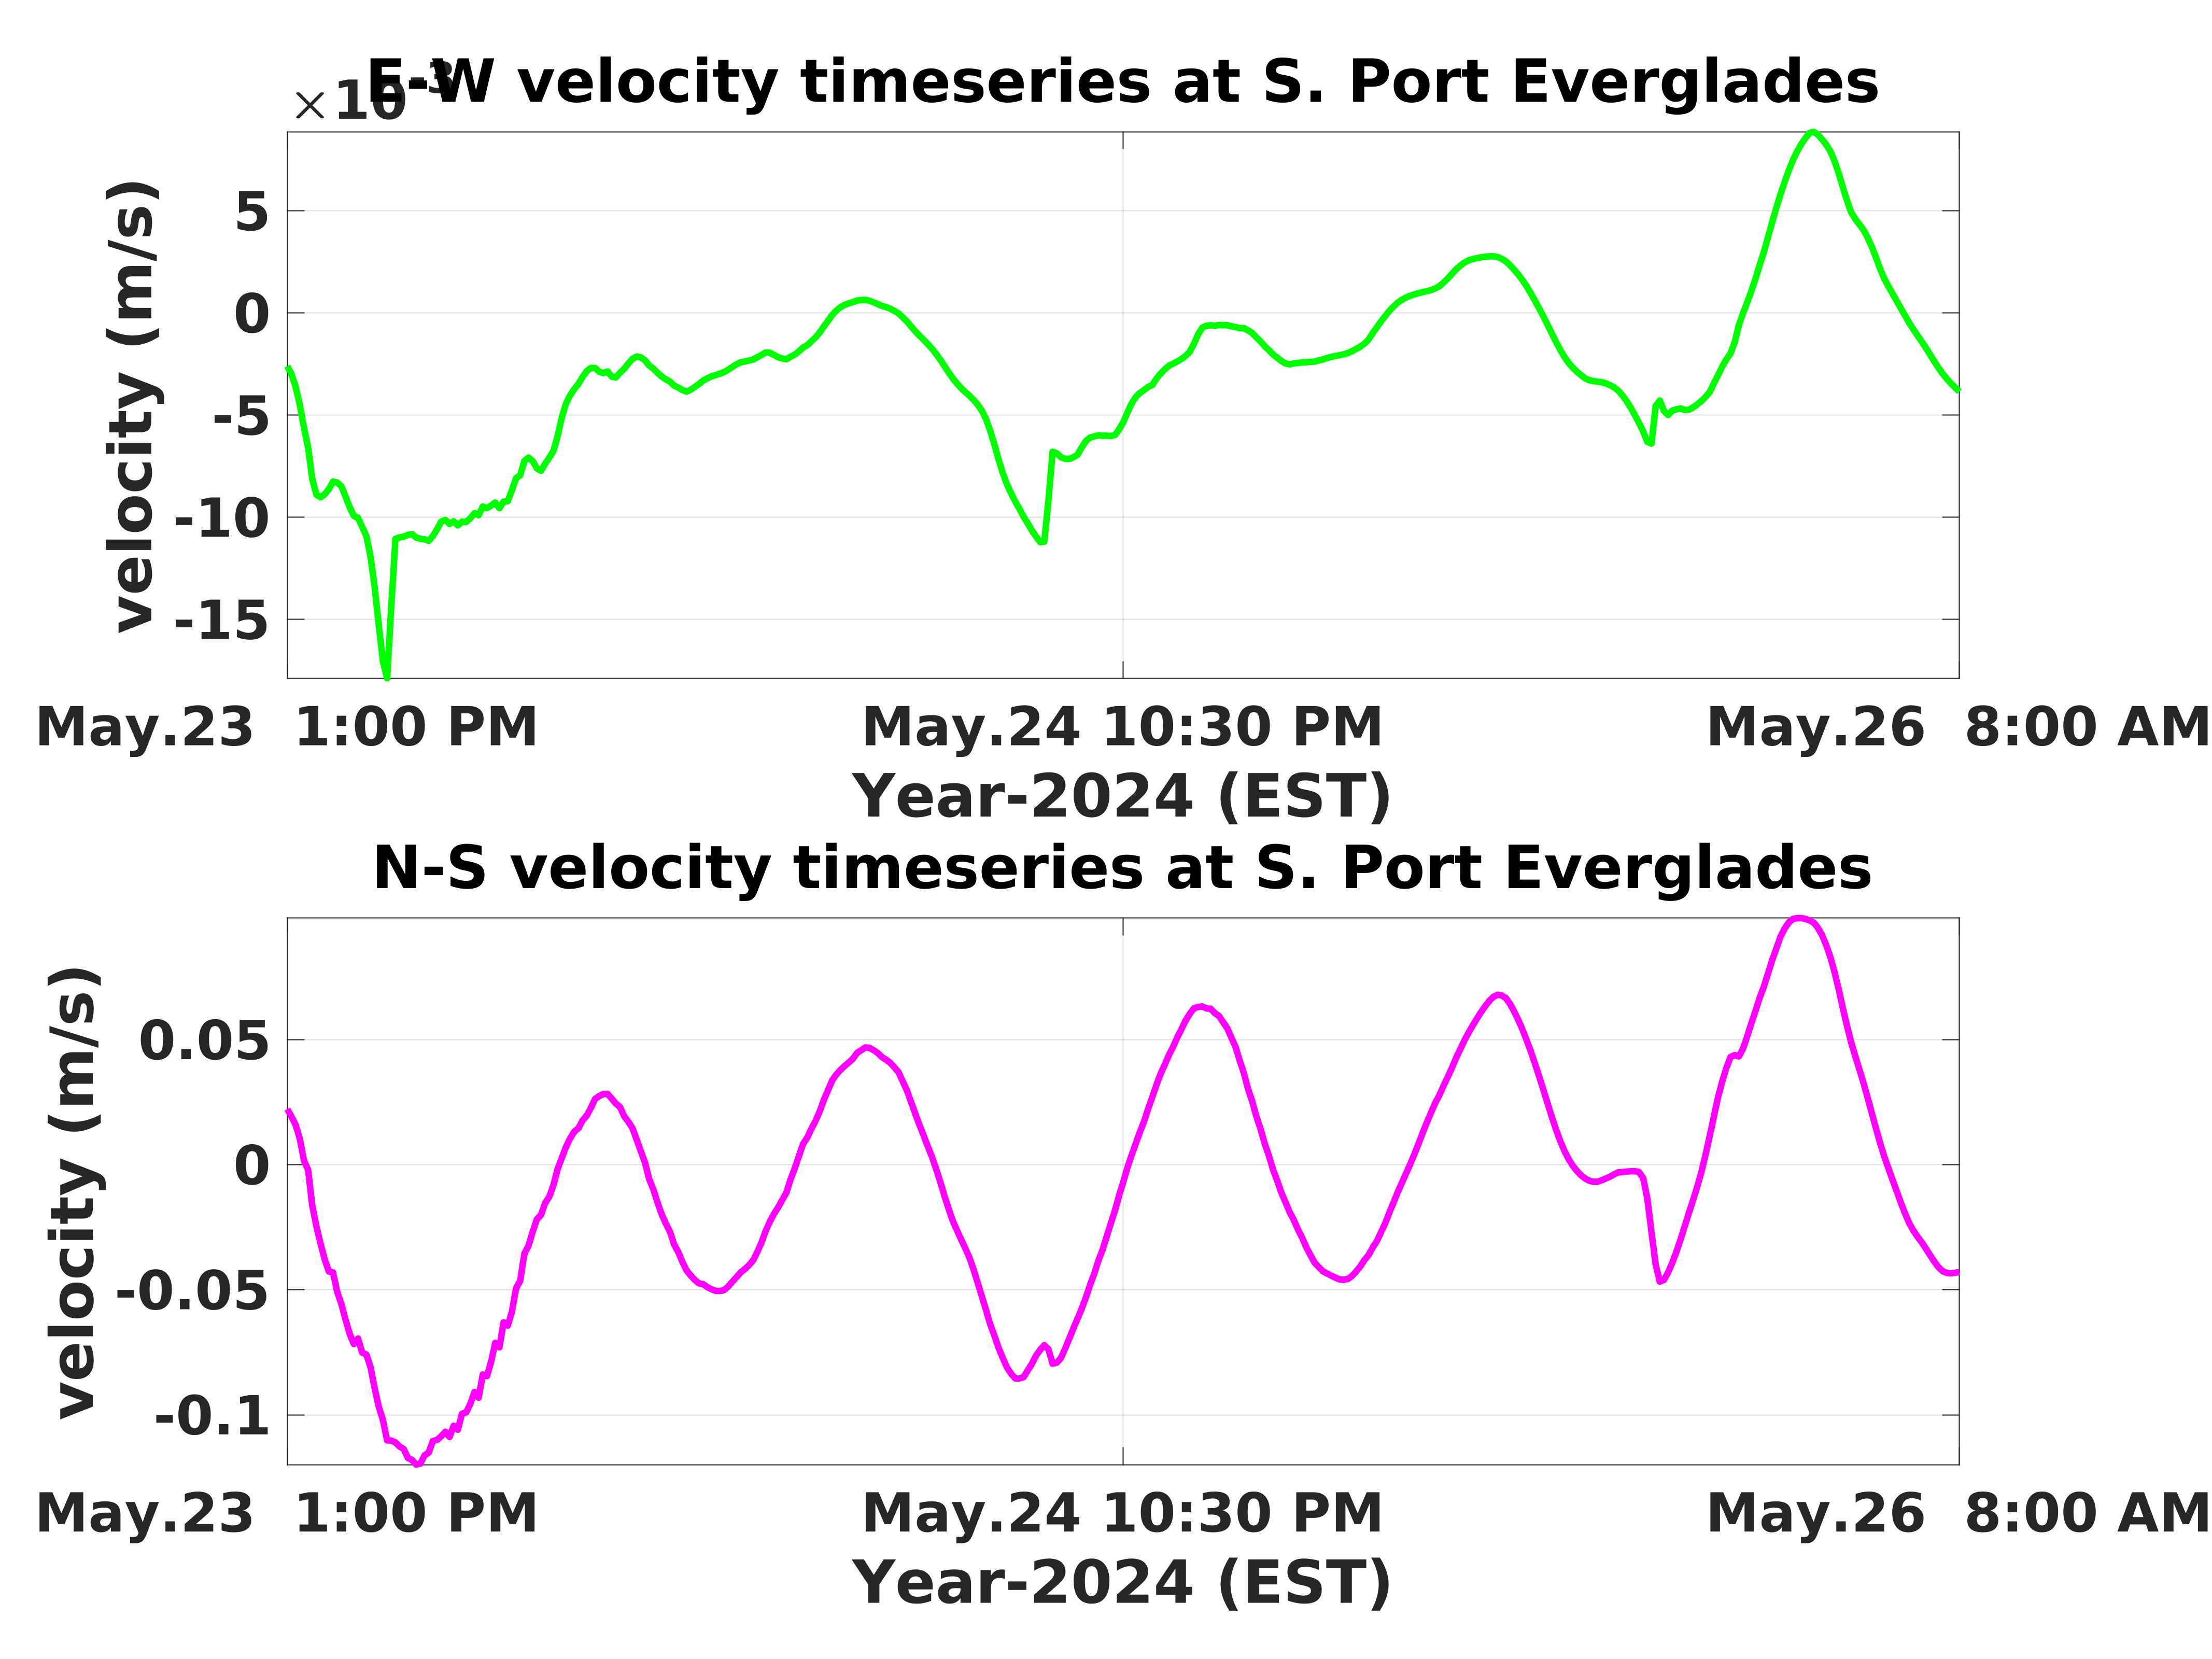 E-W velocity timeseries at S. Port Everglades
×10-3
velocity (m/s)
5
0
-5
-10
-15
May.23 1:00 PM May.24 10:30 PM May.26 8:00 AM
Year-2024 (EST)
N-S velocity timeseries at S. Port Everglades
velocity (m/s)
0.05
0
-0.05
-0.1
May.23 1:00 PM May.24 10:30 PM May.26 8:00 AM
Year-2024 (EST)